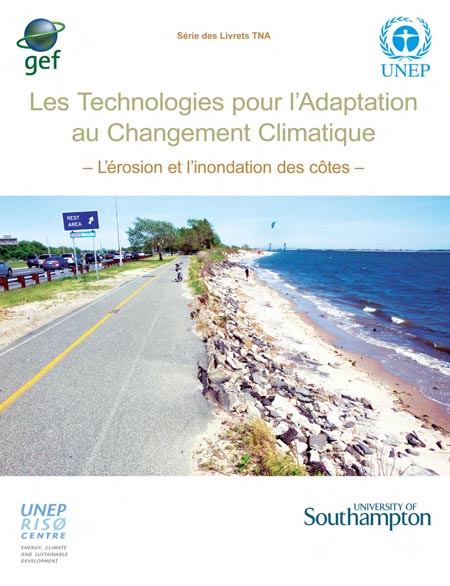 Série des Livrets TNA
gef
UNEP
Les Technologies pour l'Adaptation
au Changement Climatique
– L'érosion et l'inondation des côtes –
REST
AREA
UNEP
RISØ
CENTRE
ENERGY, CLIMATE
AND SUSTAINABLE
DEVELOPMENT
UNIVERSITY OF
Southampton